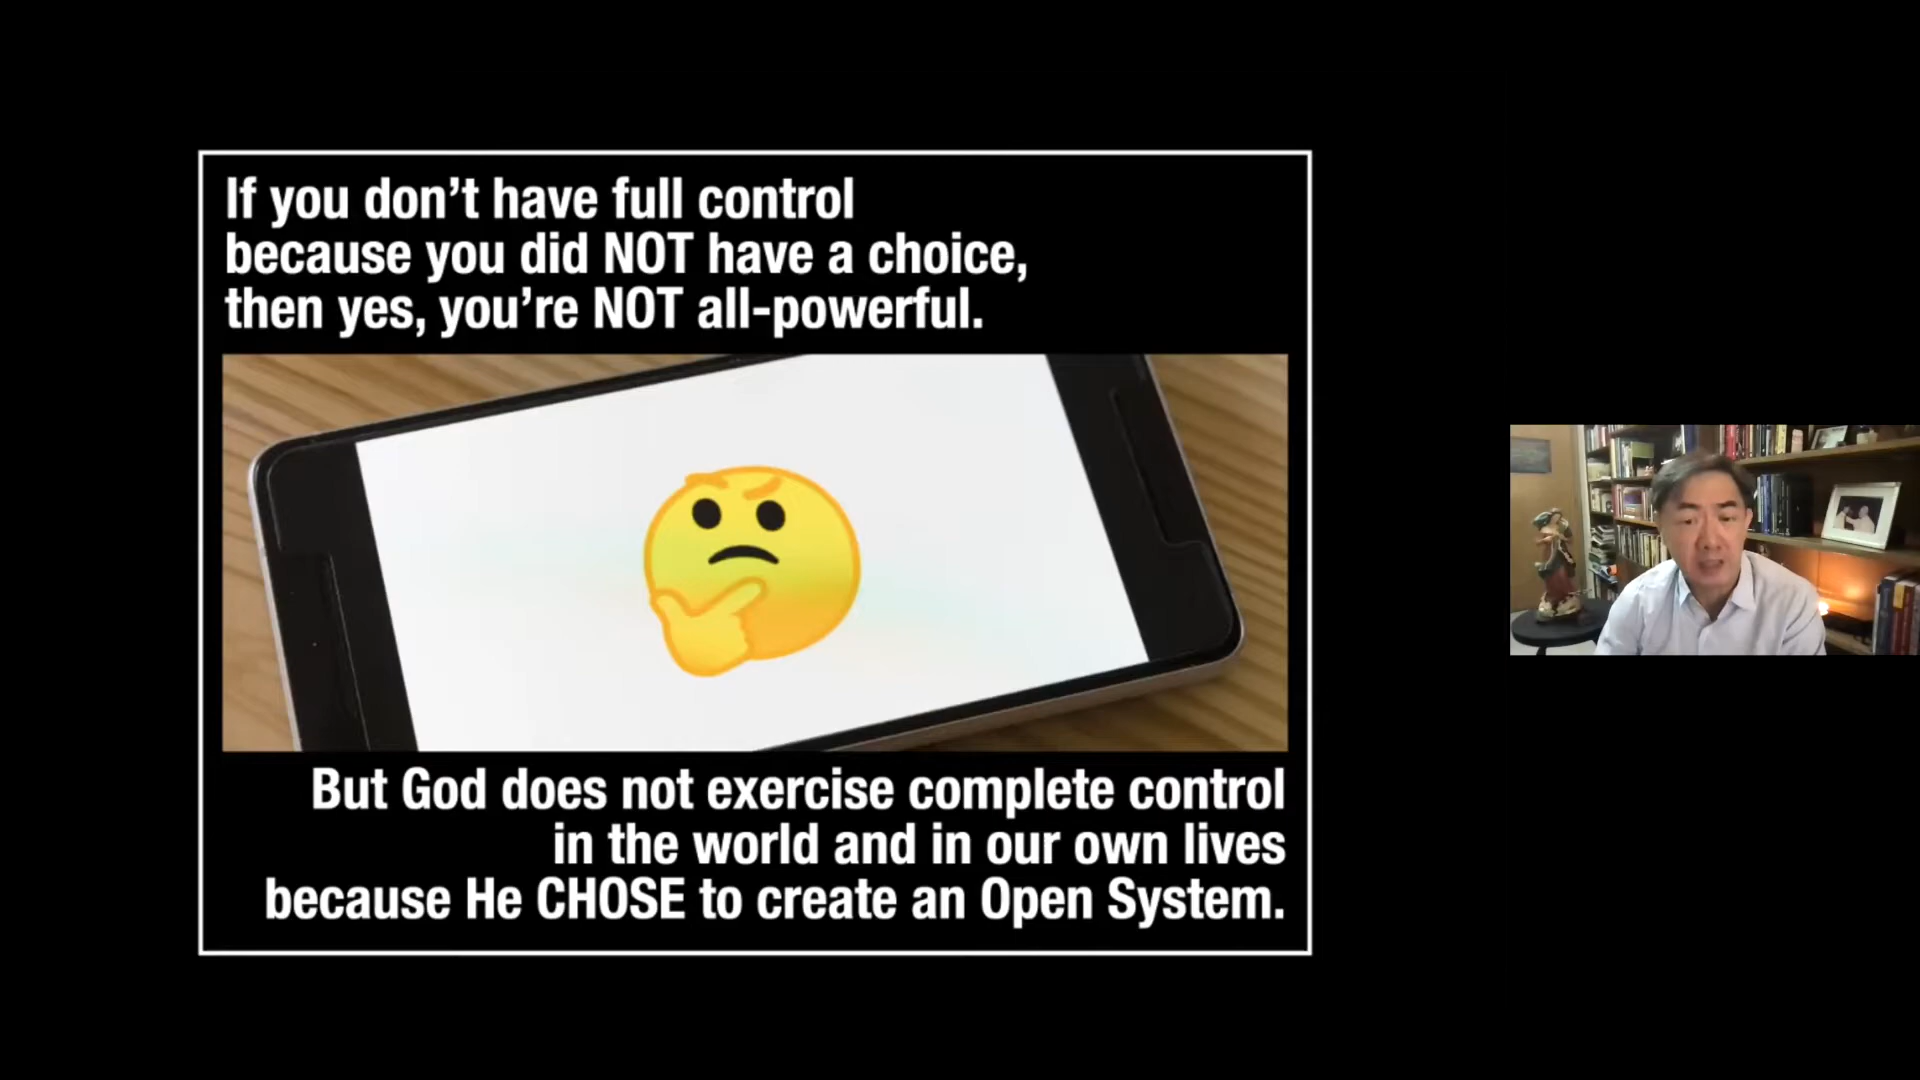 If you don’t have full control
because you did NOT have a choice,
then yes, you’re NOT all-powerful.
But God does not exercise complete control
in the world and in our own lives
because He CHOSE to create an Open System.